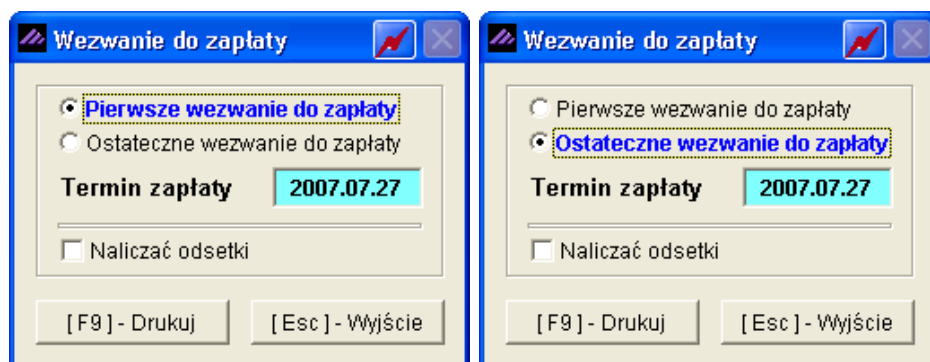 Wezwanie do zapłaty
Pierwsze wezwanie do zapłaty
Ostateczne wezwanie do zapłaty
Termin zapłaty 2007.07.27
Naliczać odsetki
[ F9 ] - Drukuj [ Esc ] - Wyjście
Wezwanie do zapłaty
Pierwsze wezwanie do zapłaty
Ostateczne wezwanie do zapłaty
Termin zapłaty 2007.07.27
Naliczać odsetki
[ F9 ] - Drukuj [ Esc ] - Wyjście